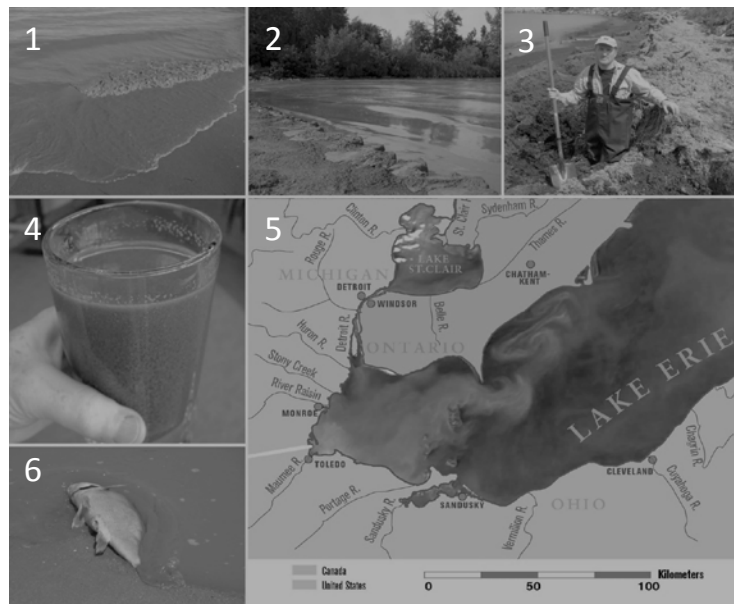 1
2
3
4
5
Clinton R.
St. Clair R.
Sydenham R.
Rouge R.
Thames R.
LAKE
ST. CLAIR
MICHIGAN
CHATHAM-
KENT
DETROIT
WINDSOR
Detroit R.
Belle R.
Huron R.
ONTARIO
Stony Creek
River Raisin
LAKE ERIE
MONROE
Maumee R.
TOLEDO
Portage R.
Sandusky R.
SANDUSKY
Vermilion R.
OHIO
CLEVELAND
Chagrin R.
Cuyahoga R.
6
Canada
United States
Kilometers
0
50
100